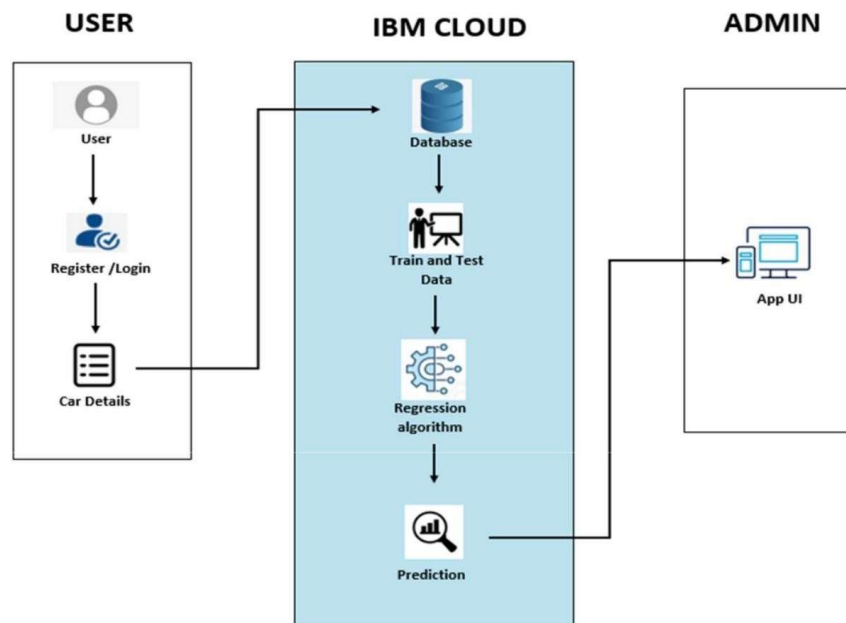 USER
User
Register /Login
Car Details
IBM CLOUD
Database
Train and Test
Data
Regression
algorithm
Prediction
ADMIN
App UI